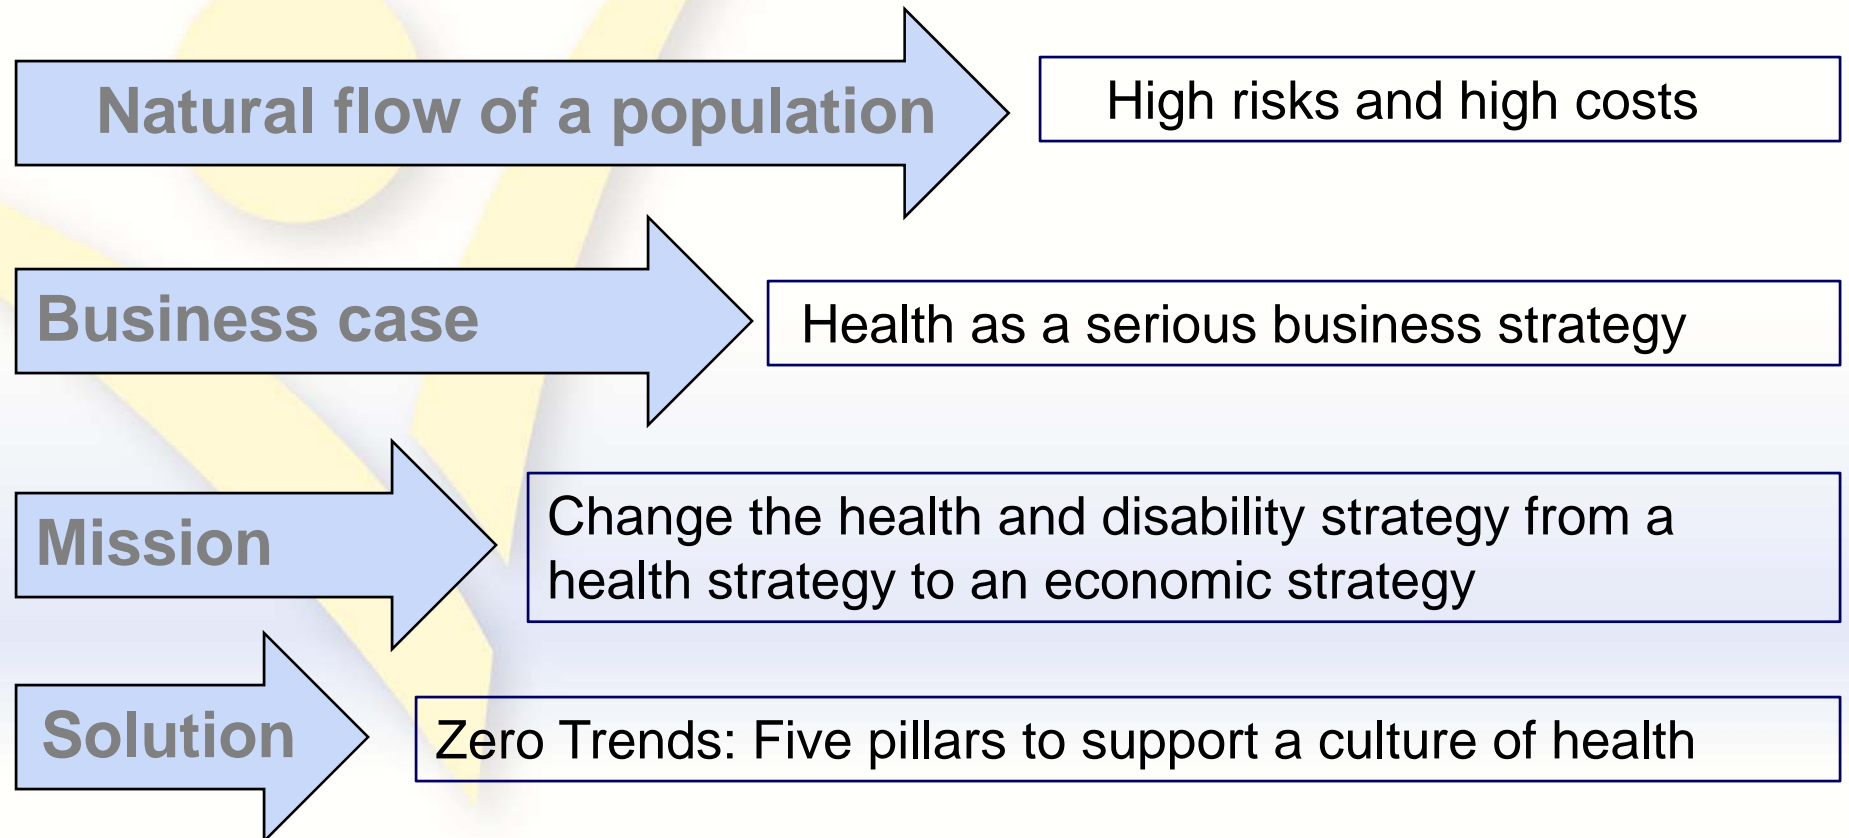 Natural flow of a population
High risks and high costs
Business case
Health as a serious business strategy
Mission
Change the health and disability strategy from a
health strategy to an economic strategy
Solution
Zero Trends: Five pillars to support a culture of health